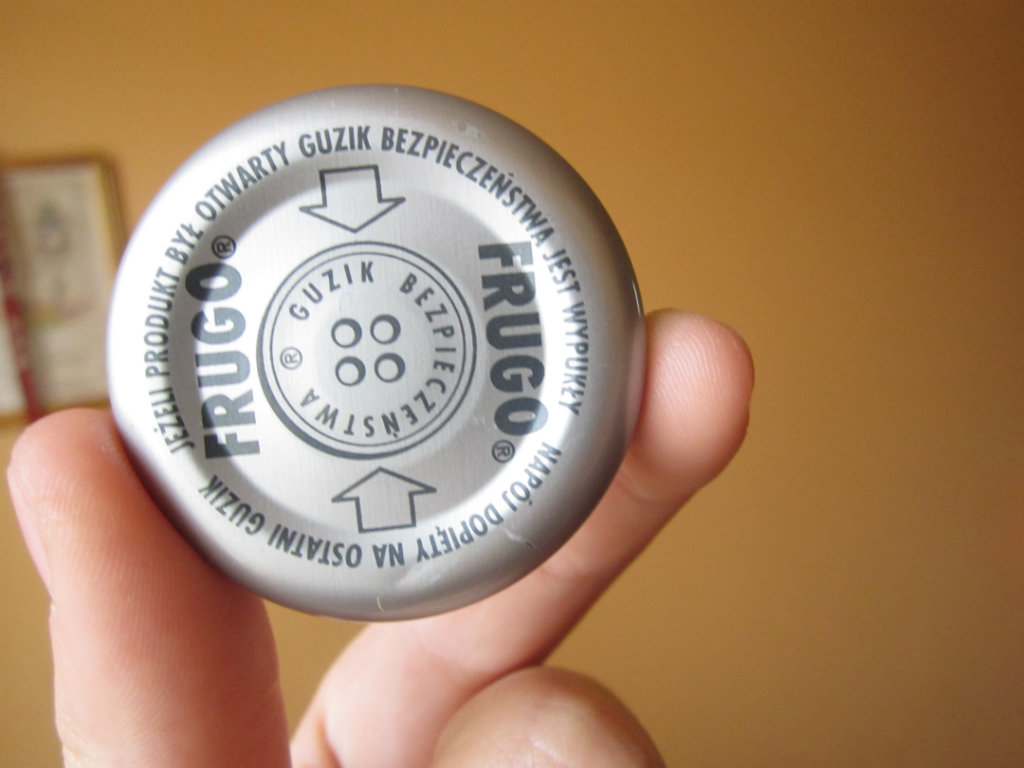 JEŻELI PRODUKT BYŁ OTWARTY GUZIK BEZPIECZEŃSTWA JEST WYPUKŁY
NAPÓJ DOPIĘTY NA OSTATNI GUZIK
FRUGO®
GUZIK BEZPIECZEŃSTWA ®
FRUGO®